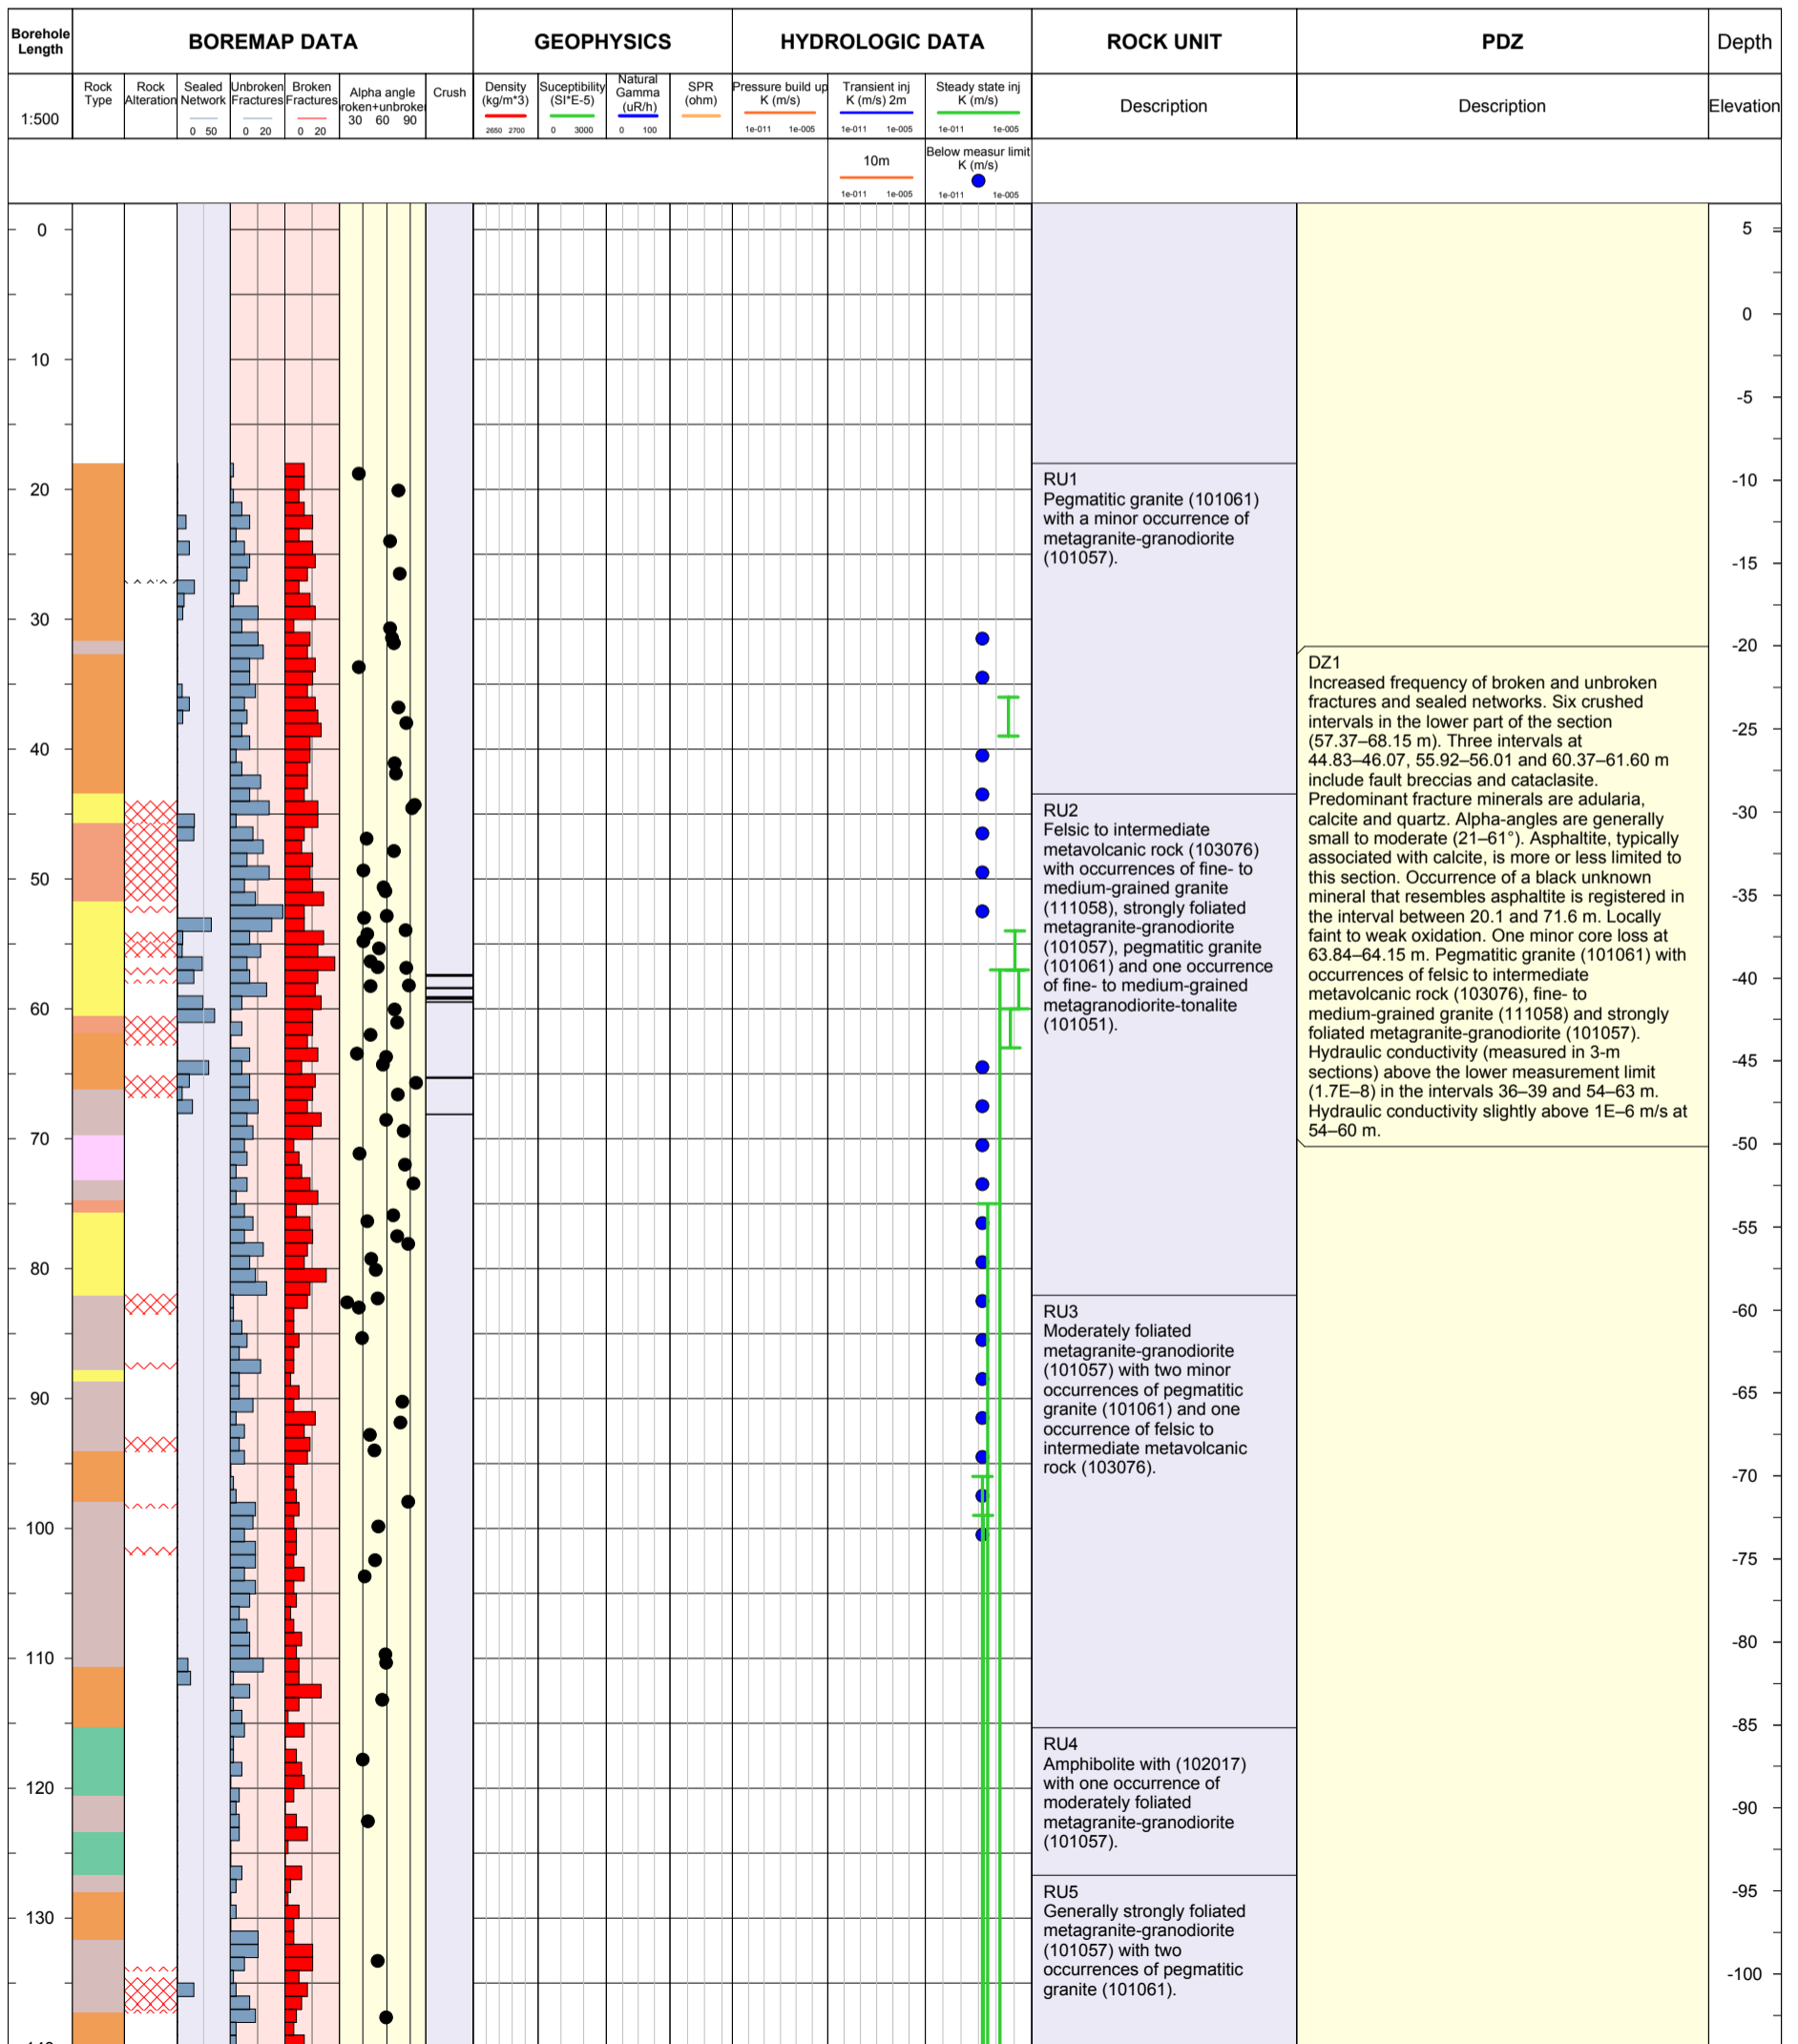 Borehole Length
BOREMAP DATA
GEOPHYSICS
HYDROLOGIC DATA
ROCK UNIT
PDZ
Depth
1:500
Rock Type
Rock Alteration
Sealed Network
0 50
Unbroken Fractures
0 20
Broken Fractures
0 20
Alpha angle
roken+unbroker
30 60 90
Crush
Density (kg/m*3)
2650 2700
Suceptibility (SI*E-5)
0 3000
Natural Gamma (uR/h)
0 100
SPR (ohm)
Pressure build up K (m/s)
1e-011 1e-005
Transient inj K (m/s) 2m
1e-011 1e-005
Steady state inj K (m/s)
1e-011 1e-005
Description
Description
Elevation
10m
1e-011 1e-005
Below measur limit K (m/s)
1e-011 1e-005
0
10
20
30
40
50
60
70
80
90
100
110
120
130
RU1
Pegmatitic granite (101061)
with a minor occurrence of
metagranite-granodiorite
(101057).
RU2
Felsic to intermediate
metavolcanic rock (103076)
with occurrences of fine- to
medium-grained granite
(111058), strongly foliated
metagranite-granodiorite
(101057), pegmatitic granite
(101061) and one occurrence
of fine- to medium-grained
metagranodiorite-tonalite
(101051).
RU3
Moderately foliated
metagranite-granodiorite
(101057) with two minor
occurrences of pegmatitic
granite (101061) and one
occurrence of felsic to
intermediate metavolcanic
rock (103076).
RU4
Amphibolite with (102017)
with one occurrence of
moderately foliated
metagranite-granodiorite
(101057).
RU5
Generally strongly foliated
metagranite-granodiorite
(101057) with two
occurrences of pegmatitic
granite (101061).
DZ1
Increased frequency of broken and unbroken
fractures and sealed networks. Six crushed
intervals in the lower part of the section
(57.37–68.15 m). Three intervals at
44.83–46.07, 55.92–56.01 and 60.37–61.60 m
include fault breccias and cataclasite.
Predominant fracture minerals are adularia,
calcite and quartz. Alpha-angles are generally
small to moderate (21–61°). Asphaltite, typically
associated with calcite, is more or less limited to
this section. Occurrence of a black unknown
mineral that resembles asphaltite is registered in
the interval between 20.1 and 71.6 m. Locally
faint to weak oxidation. One minor core loss at
63.84–64.15 m. Pegmatitic granite (101061) with
occurrences of felsic to intermediate
metavolcanic rock (103076), fine- to
medium-grained granite (111058) and strongly
foliated metagranite-granodiorite (101057).
Hydraulic conductivity (measured in 3-m
sections) above the lower measurement limit
(1.7E–8) in the intervals 36–39 and 54–63 m.
Hydraulic conductivity slightly above 1E–6 m/s at
54–60 m.
5
0
-5
-10
-15
-20
-25
-30
-35
-40
-45
-50
-55
-60
-65
-70
-75
-80
-85
-90
-95
-100